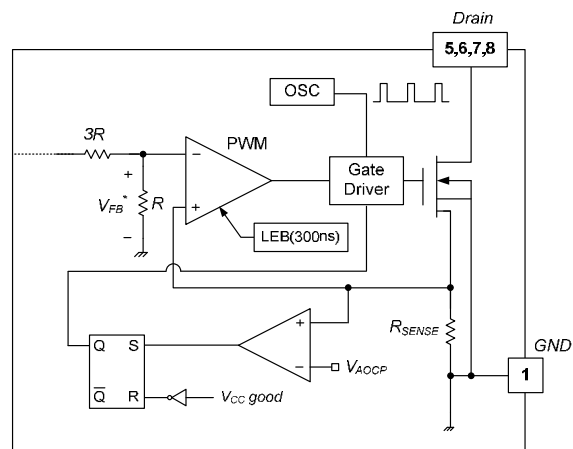 Drain
5,6,7,8
OSC
3R
PWM
−
+
Gate
Driver
+
V_FB*
R
−
+
LEB(300ns)
+
R_SENSE
−
V_AOCP
GND
1
Q
S
Q̅
R
V_CC good